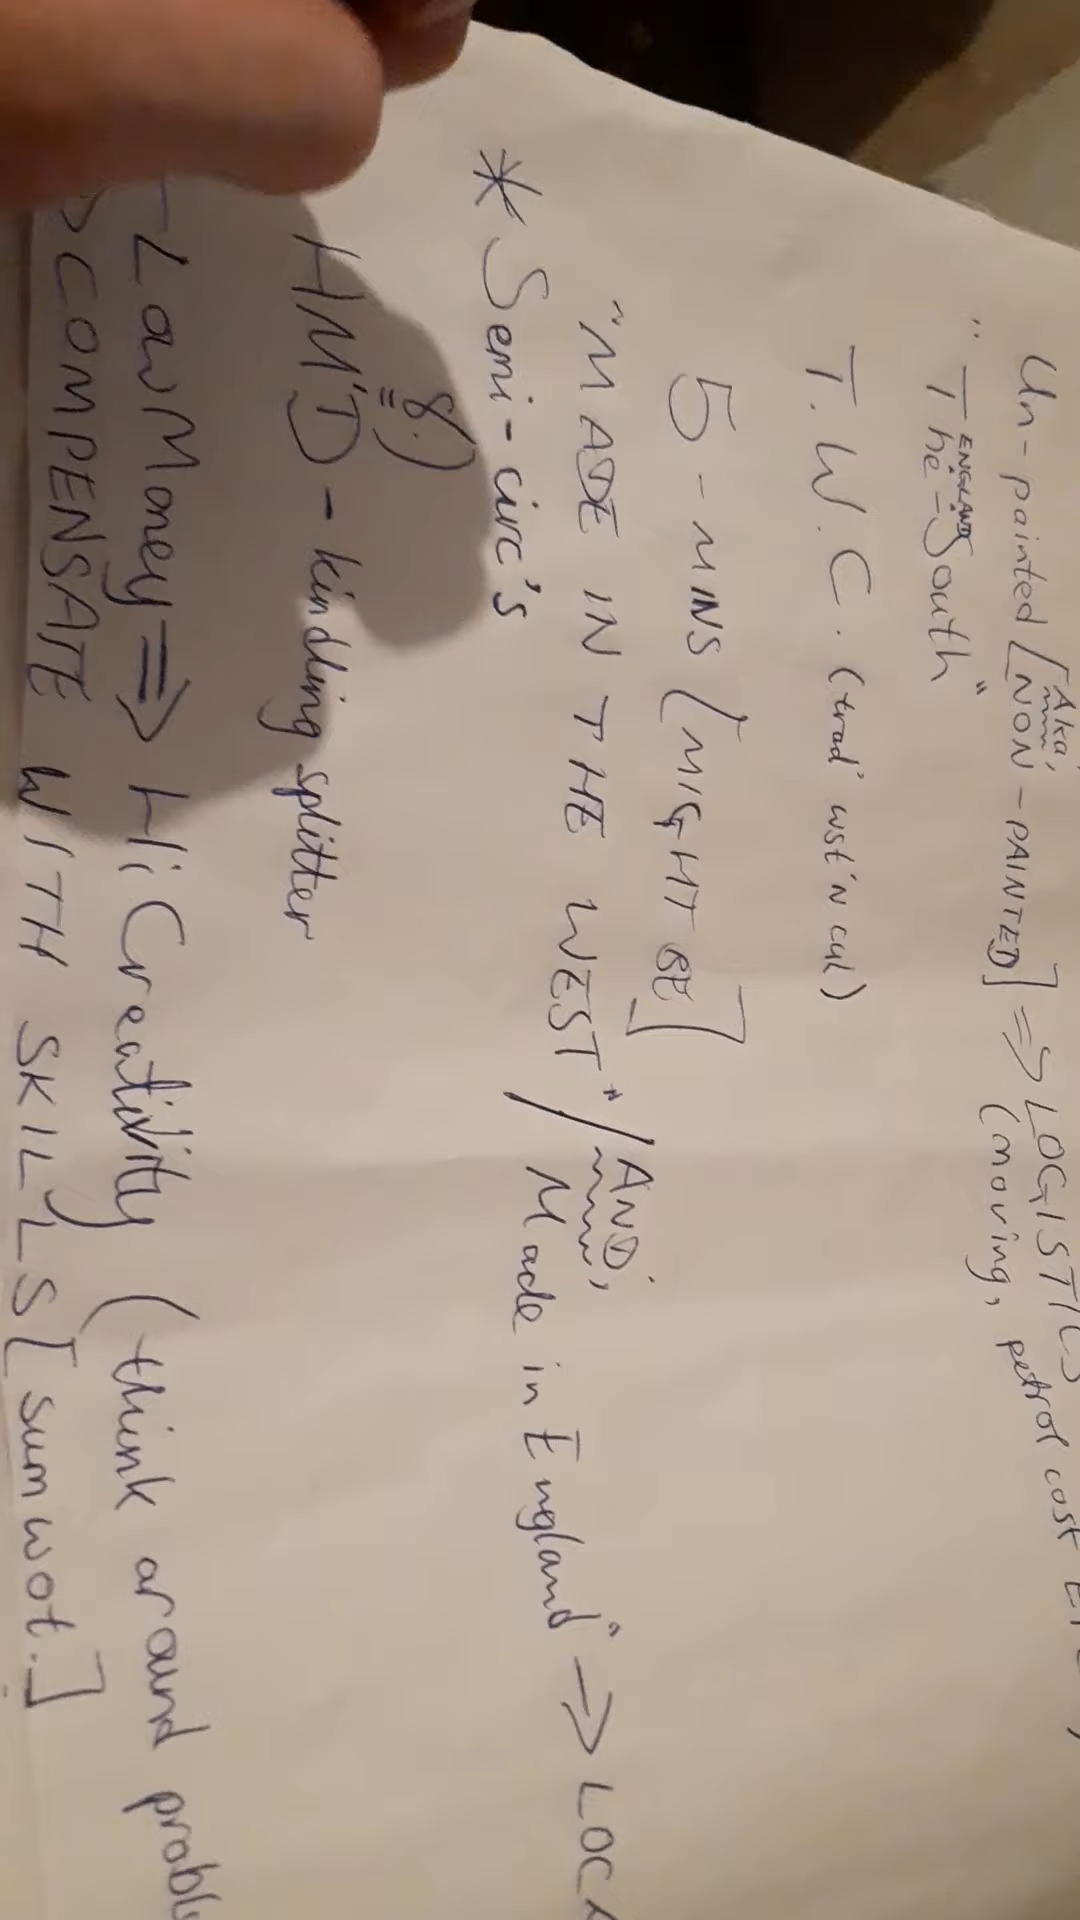 Un-painted [Aka, NON-PAINTED] => LOGISTICS
(moving, petrol cost
"The-South"
ENGLAND
T.W.C. (trad' wst'n cul)
5-MINS (MIGHT BE]
"MADE IN THE WEST" / AND, Made in England" -> LOCA
* Semi-circ's
8.)
HM'D - kindling splitter
-Low Money => Hi Creativity (think around probl
COMPENSATE WITH SKILLS [sum wot.]